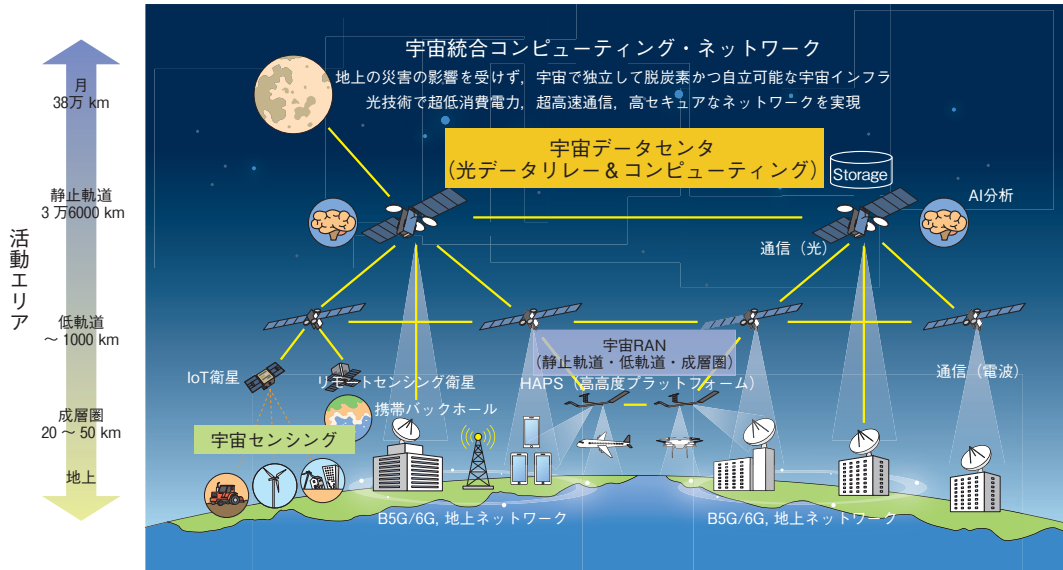 宇宙統合コンピューティング・ネットワーク
地上の災害の影響を受けず，宇宙で独立して脱炭素かつ自立可能な宇宙インフラ
光技術で超低消費電力，超高速通信，高セキュアなネットワークを実現
月
38万 km
宇宙データセンタ
（光データリレー＆コンピューティング）
Storage
静止軌道
3 万6000 km
AI分析
通信（光）
活動エリア
低軌道
～ 1000 km
宇宙RAN
（静止軌道・低軌道・成層圏）
IoT衛星
リモートセンシング衛星
HAPS（高高度プラットフォーム）
通信（電波）
携帯バックホール
成層圏
20 ～ 50 km
宇宙センシング
地上
B5G/6G, 地上ネットワーク
B5G/6G, 地上ネットワーク